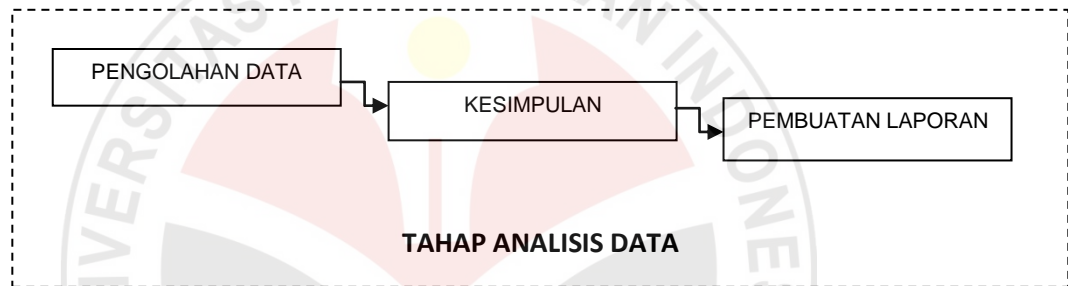 PENGOLAHAN DATA
KESIMPULAN
PEMBUATAN LAPORAN
TAHAP ANALISIS DATA